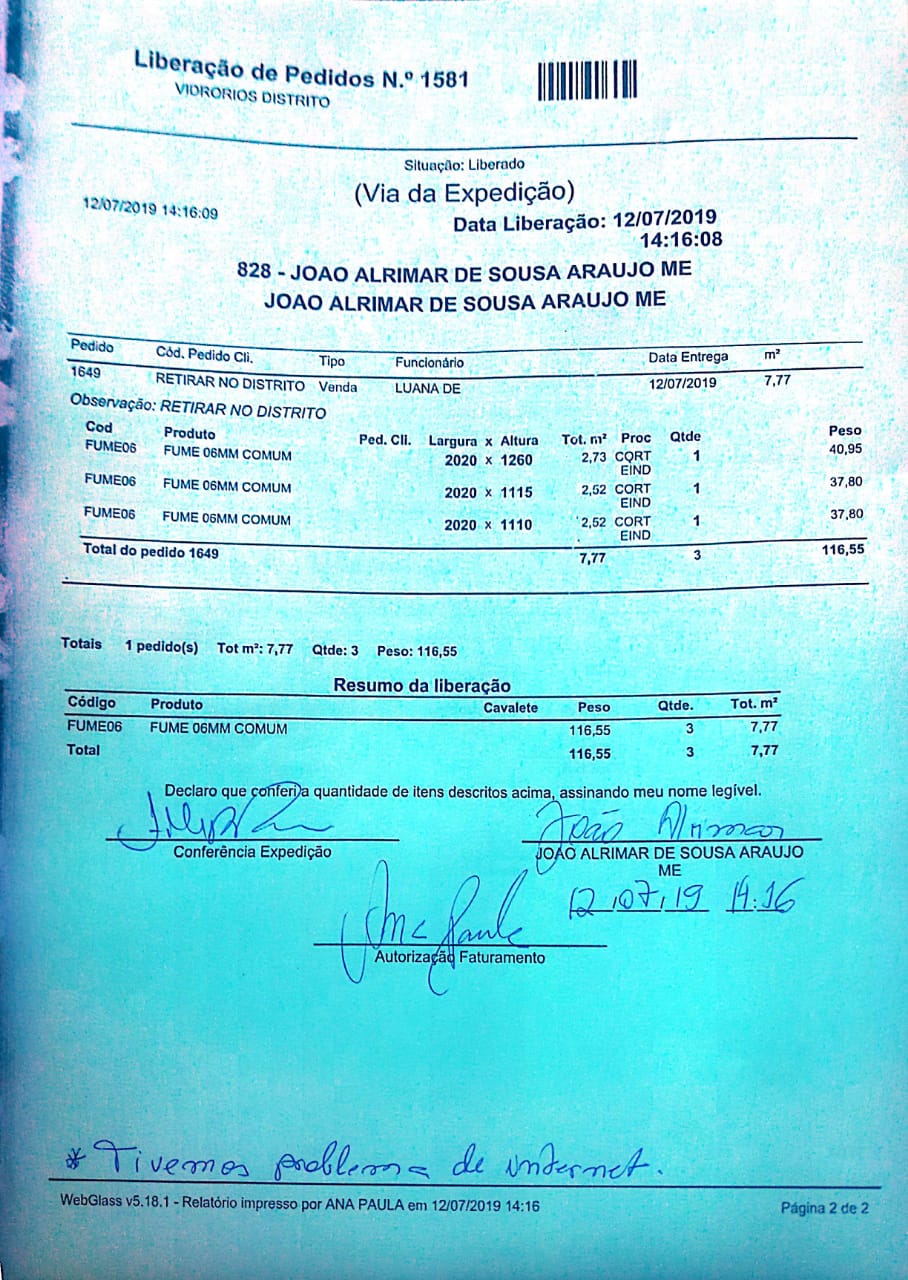 Liberação de Pedidos N.º 1581
VIDRORIOS DISTRITO
Situação: Liberado
(Via da Expedição)
12/07/2019 14:16:09
Data Liberação: 12/07/2019
14:16:08
828 - JOAO ALRIMAR DE SOUSA ARAUJO ME
JOAO ALRIMAR DE SOUSA ARAUJO ME
Pedido Cód. Pedido Cli. Tipo Funcionário Data Entrega m²
1649 RETIRAR NO DISTRITO Venda LUANA DE 12/07/2019 7,77
Observação: RETIRAR NO DISTRITO
Cod Produto Ped. Cli. Largura x Altura Tot. m² Proc Qtde Peso
FUME06 FUME 06MM COMUM 2020 x 1260 2,73 CORT 1 40,95
EIND
FUME06 FUME 06MM COMUM 2020 x 1115 2,52 CORT 1 37,80
EIND
FUME06 FUME 06MM COMUM 2020 x 1110 2,52 CORT 1 37,80
EIND
Total do pedido 1649 7,77 3 116,55
Totais 1 pedido(s) Tot m²: 7,77 Qtde: 3 Peso: 116,55
Resumo da liberação
Código Produto Cavalete Peso Qtde. Tot. m²
FUME06 FUME 06MM COMUM 116,55 3 7,77
Total 116,55 3 7,77
Declaro que conferi a quantidade de itens descritos acima, assinando meu nome legível.
João Alrimar
Conferência Expedição JOAO ALRIMAR DE SOUSA ARAUJO
ME
12/07/19 14:16
Autorização Faturamento
* Tivemos problema de internet.
WebGlass v5.18.1 - Relatório impresso por ANA PAULA em 12/07/2019 14:16 Página 2 de 2